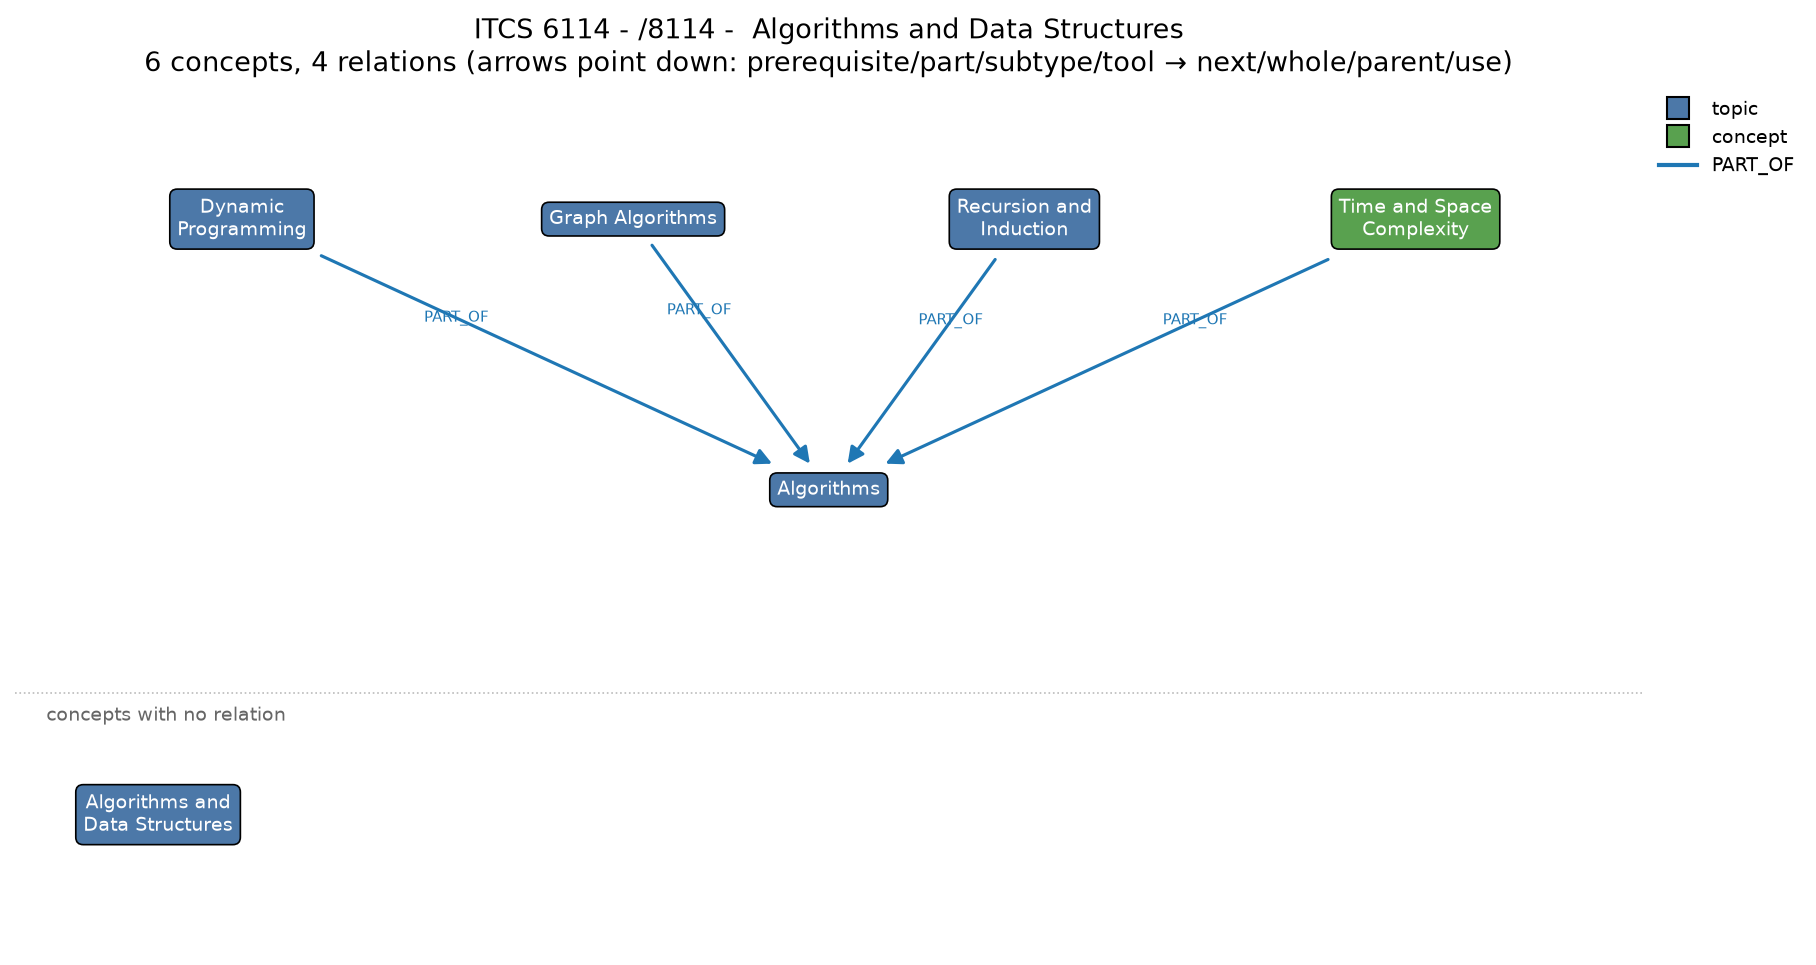 ITCS 6114 - /8114 -  Algorithms and Data Structures
6 concepts, 4 relations (arrows point down: prerequisite/part/subtype/tool → next/whole/parent/use)
topic
concept
PART_OF
Dynamic
Programming
Graph Algorithms
Recursion and
Induction
Time and Space
Complexity
PART_OF
PART_OF
PART_OF
PART_OF
Algorithms
concepts with no relation
Algorithms and
Data Structures